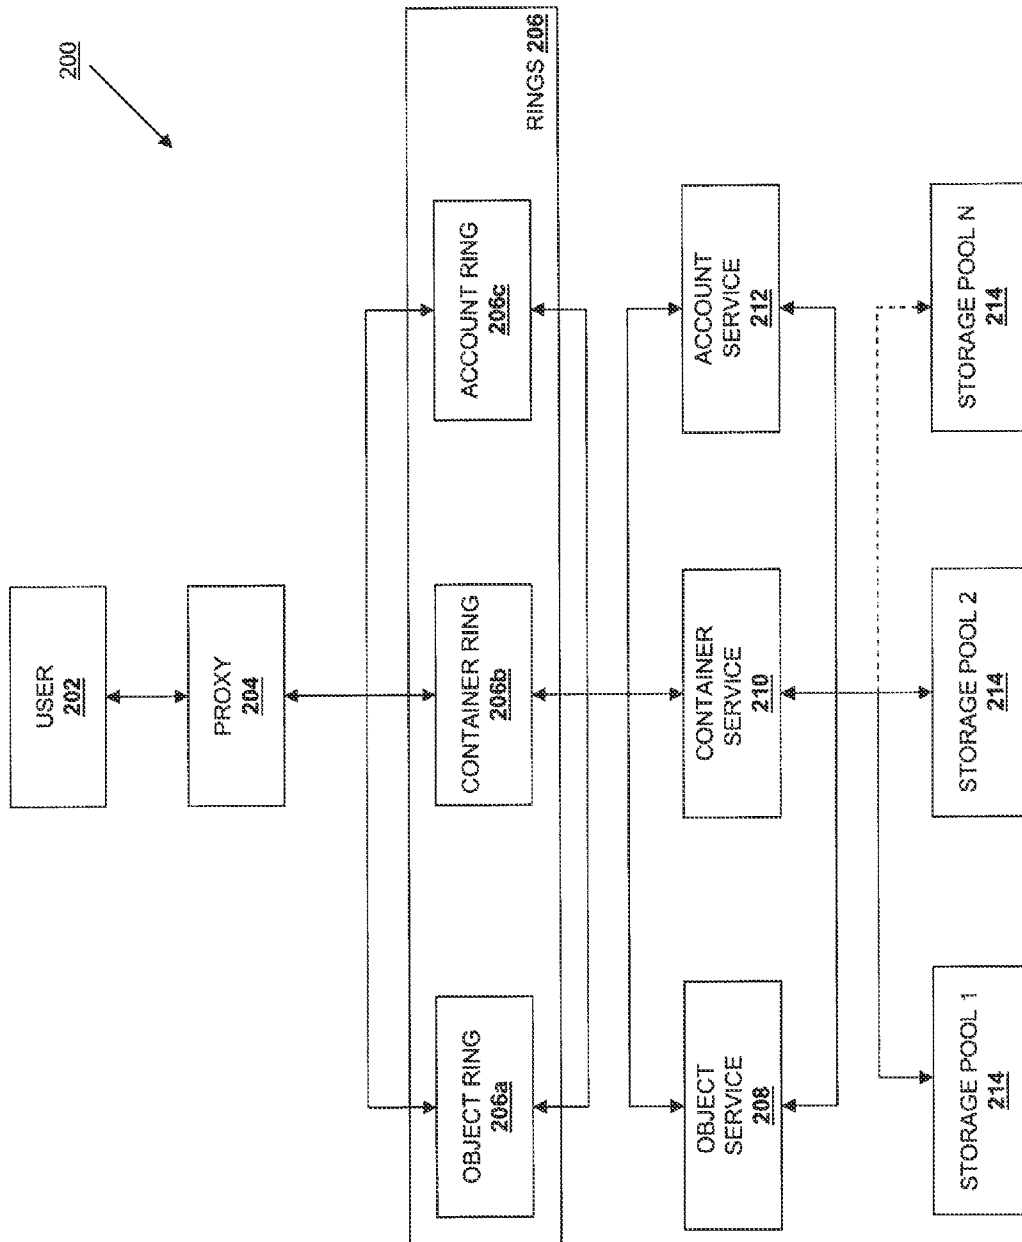 200
USER
202
PROXY
204
RINGS 206
OBJECT RING
206a
CONTAINER RING
206b
ACCOUNT RING
206c
OBJECT
SERVICE
208
CONTAINER
SERVICE
210
ACCOUNT
SERVICE
212
STORAGE POOL 1
214
STORAGE POOL 2
214
STORAGE POOL N
214